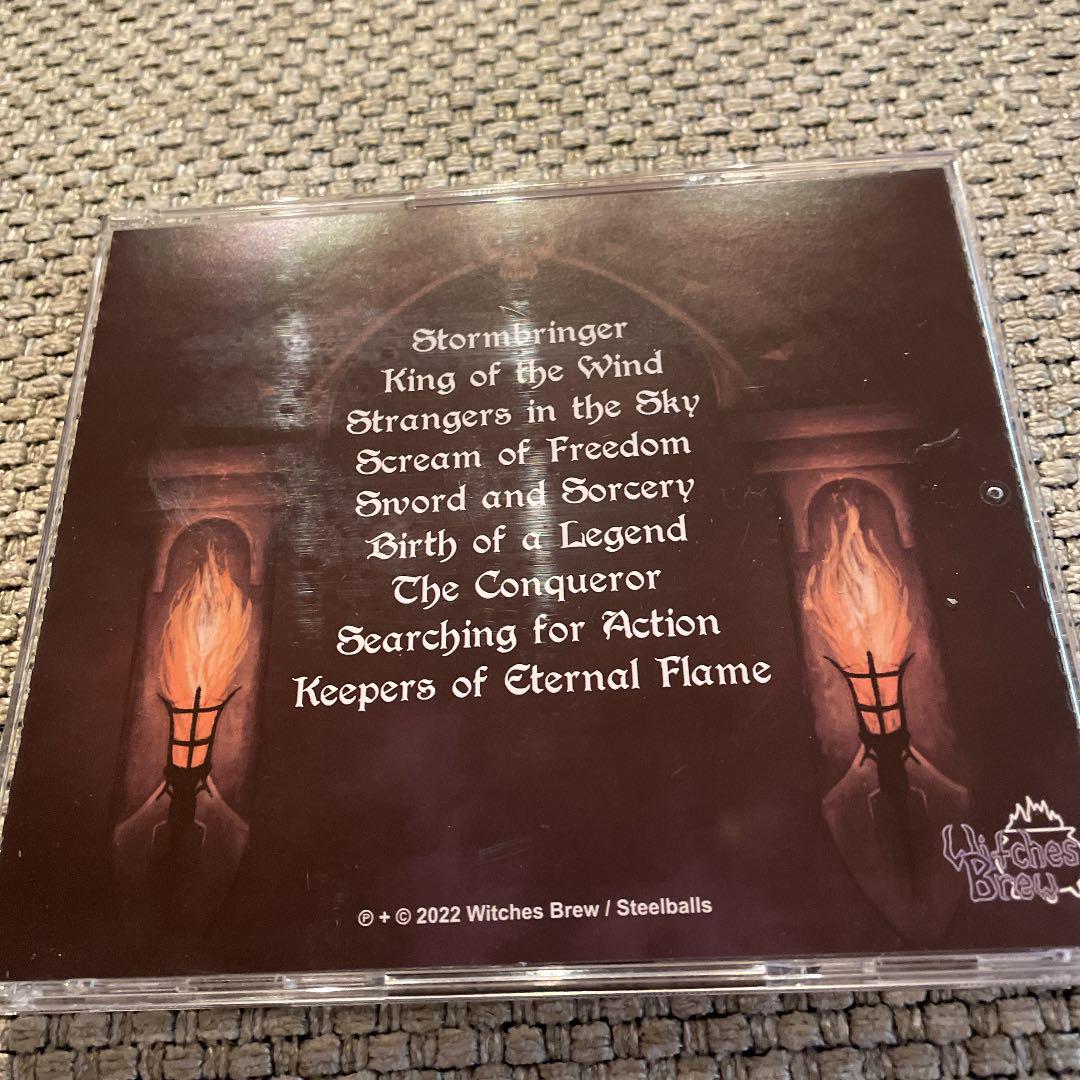 Stormbringer
King of the Wind
Strangers in the Sky
Scream of Freedom
Sword and Sorcery
Birth of a Legend
The Conqueror
Searching for Action
Keepers of Eternal Flame
℗ + © 2022 Witches Brew / Steelballs
Witches
Brew